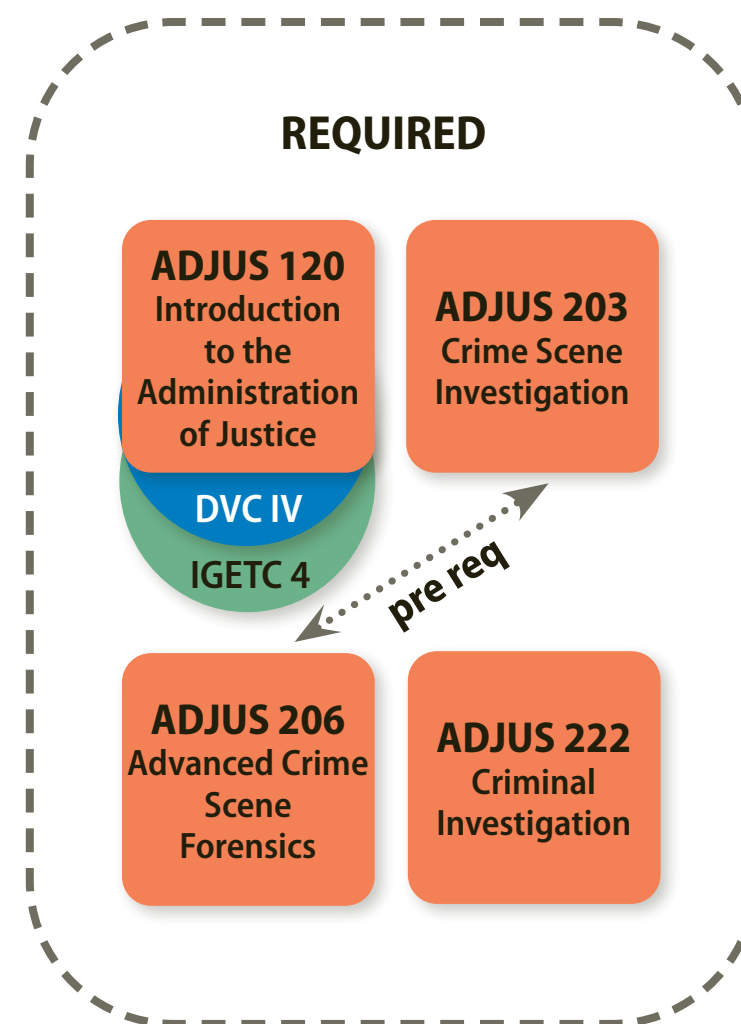 REQUIRED
ADJUS 120
Introduction
to the
Administration
of Justice
DVC IV
IGETC 4
ADJUS 203
Crime Scene
Investigation
pre req
ADJUS 206
Advanced Crime
Scene
Forensics
ADJUS 222
Criminal
Investigation